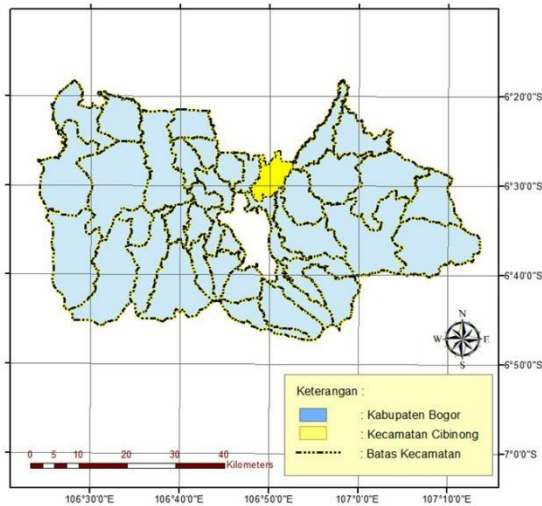 6°20'0"S
6°30'0"S
6°40'0"S
N
W E
S
6°50'0"S
Keterangan :
: Kabupaten Bogor
: Kecamatan Cibinong
: Batas Kecamatan
0 5 10 20 30 40
Kilometers
7°0'0"S
106°30'0"E 106°40'0"E 106°50'0"E 107°0'0"E 107°10'0"E